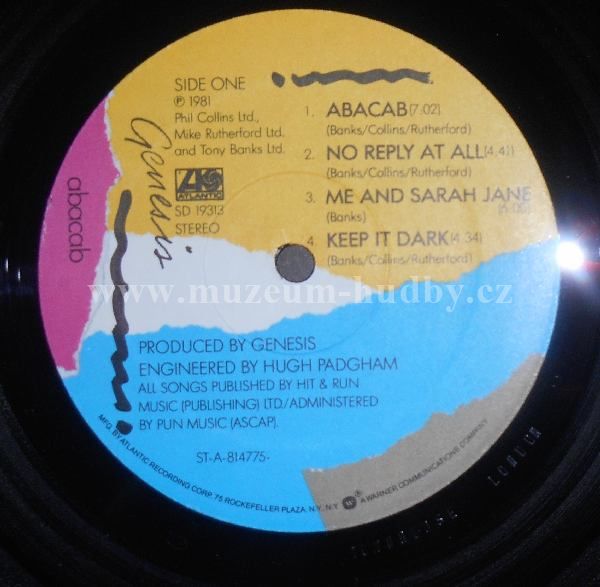 SIDE ONE
℗ 1981
Phil Collins Ltd.,
Mike Rutherford Ltd.
and Tony Banks Ltd.
ATLANTIC
SD 19313
STEREO
Genesis
abacab
1. ABACAB (7.02)
(Banks/Collins/Rutherford)
2. NO REPLY AT ALL (4.41)
(Banks/Collins/Rutherford)
3. ME AND SARAH JANE
(Banks) (6.00)
4. KEEP IT DARK (4.34)
(Banks/Collins/Rutherford)
www.muzeum-hudby.cz
PRODUCED BY GENESIS
ENGINEERED BY HUGH PADGHAM
ALL SONGS PUBLISHED BY HIT & RUN
MUSIC (PUBLISHING) LTD./ADMINISTERED
BY PUN MUSIC (ASCAP).
ST-A-814775-
MFG. BY ATLANTIC RECORDING CORP. 75 ROCKEFELLER PLAZA, N.Y., N.Y. A WARNER COMMUNICATIONS COMPANY